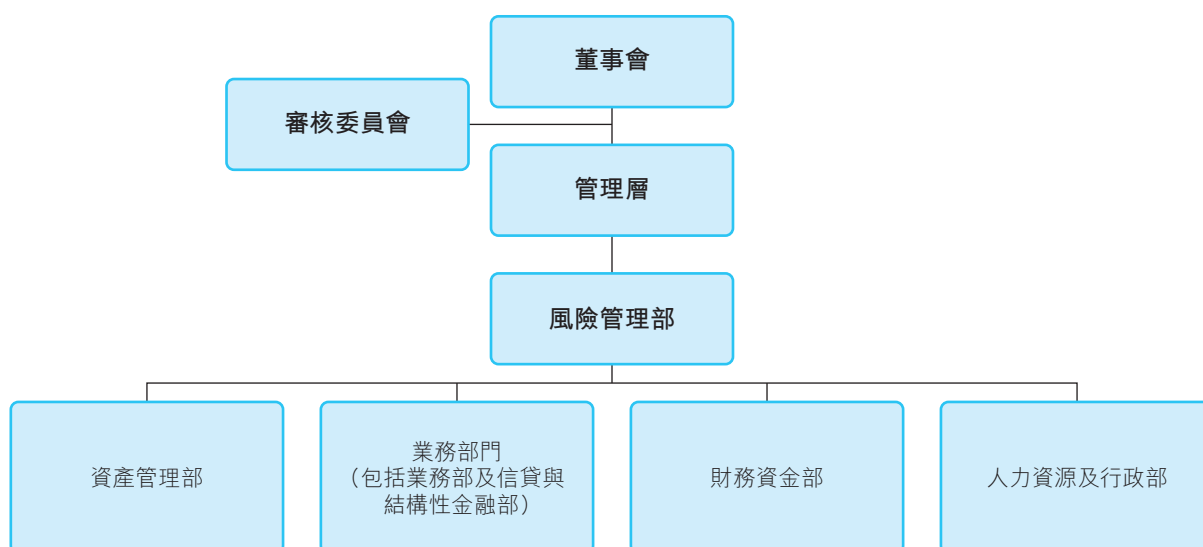 董事會
審核委員會
管理層
風險管理部
資產管理部
業務部門
（包括業務部及信貸與
結構性金融部）
財務資金部
人力資源及行政部